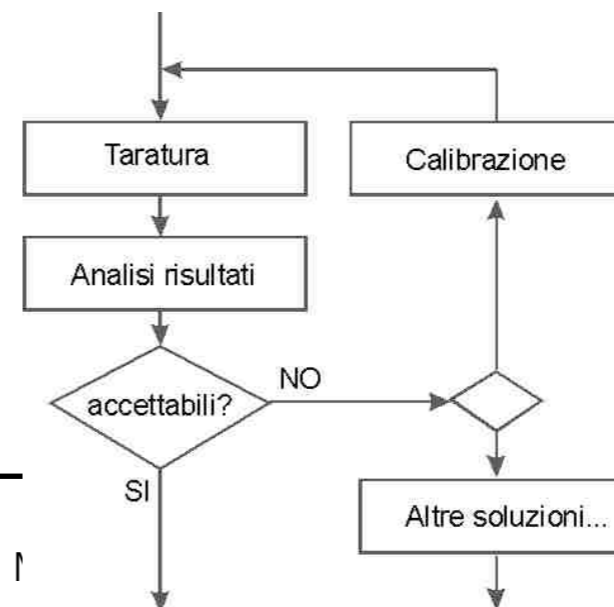 Taratura
Calibrazione
Analisi risultati
accettabili?
NO
SI
Altre soluzioni...